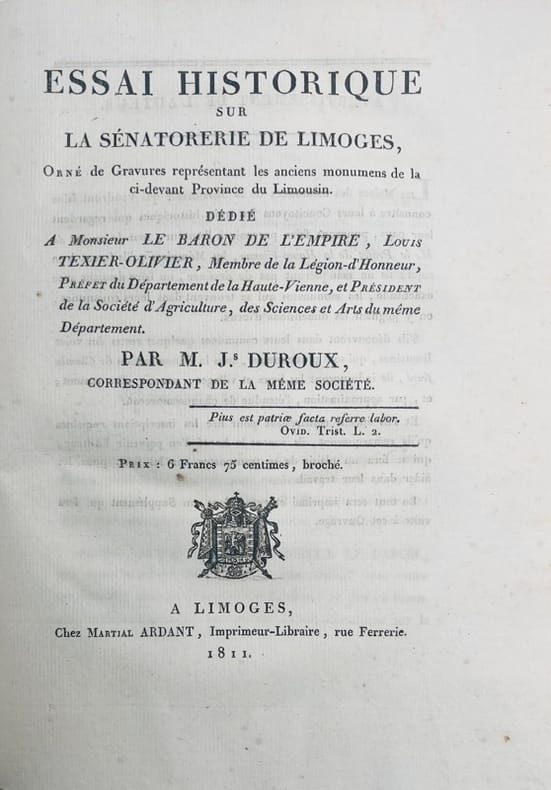 ESSAI HISTORIQUE
SUR
LA SÉNATORERIE DE LIMOGES,
ORNÉ de Gravures représentant les anciens monumens de la
ci-devant Province du Limousin.
DÉDIÉ
A Monsieur LE BARON DE L'EMPIRE, LOUIS
TEXIER-OLIVIER, Membre de la Légion-d'Honneur,
PRÉFET du Département de la Haute-Vienne, et PRÉSIDENT
de la Société d'Agriculture, des Sciences et Arts du même
Département.
PAR M. J.s DUROUX,
CORRESPONDANT DE LA MÊME SOCIÉTÉ.
Pius est patriæ facta referre labor.
OVID. Trist. L. 2.
PRIX : 6 Francs 75 centimes, broché.
A LIMOGES,
Chez MARTIAL ARDANT, Imprimeur-Libraire, rue Ferrerie.
1811.